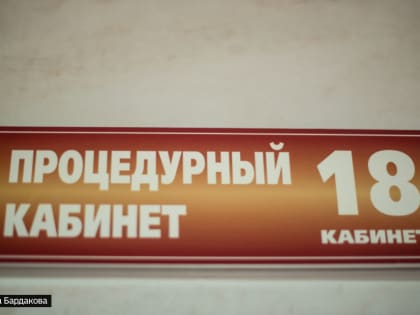 ПРОЦЕДУРНЫЙ
КАБИНЕТ
18
КАБИНЕТ
а Бардакова